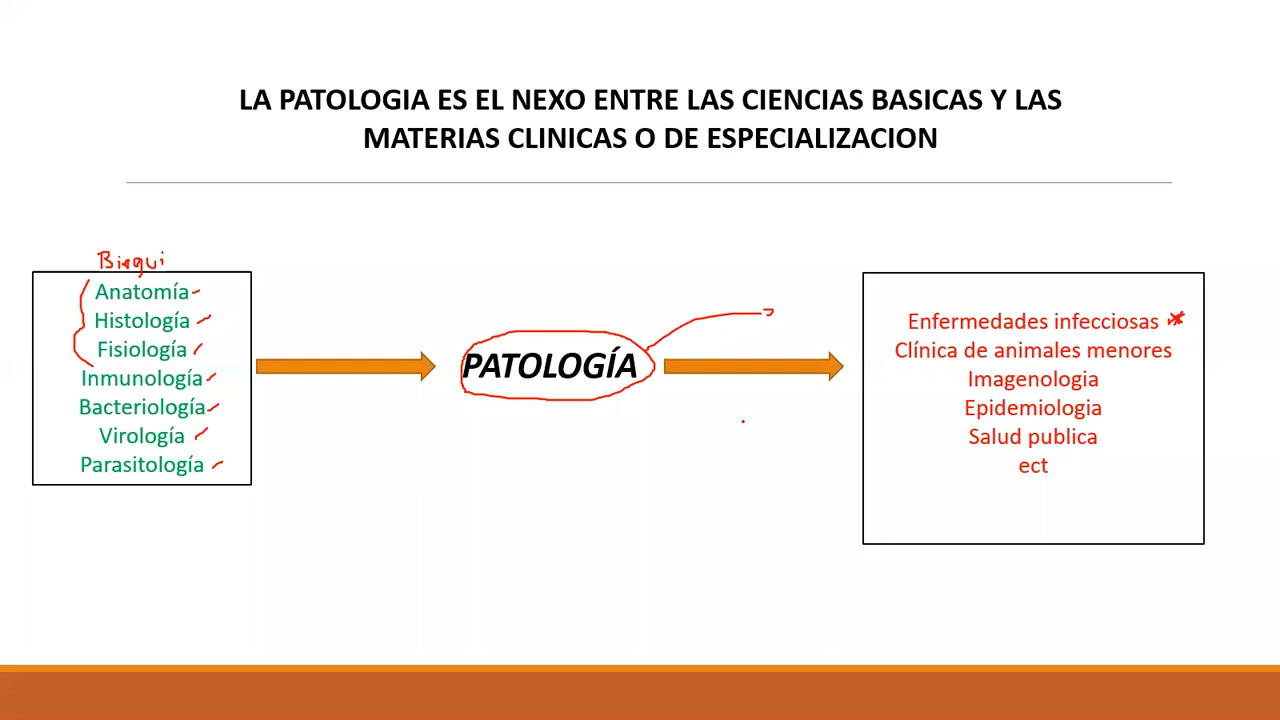 LA PATOLOGIA ES EL NEXO ENTRE LAS CIENCIAS BASICAS Y LAS
MATERIAS CLINICAS O DE ESPECIALIZACION
Bioqui
Anatomía
Histología
Fisiología
Inmunología
Bacteriología
Virología
Parasitología
PATOLOGÍA
Enfermedades infecciosas
Clínica de animales menores
Imagenologia
Epidemiologia
Salud publica
ect